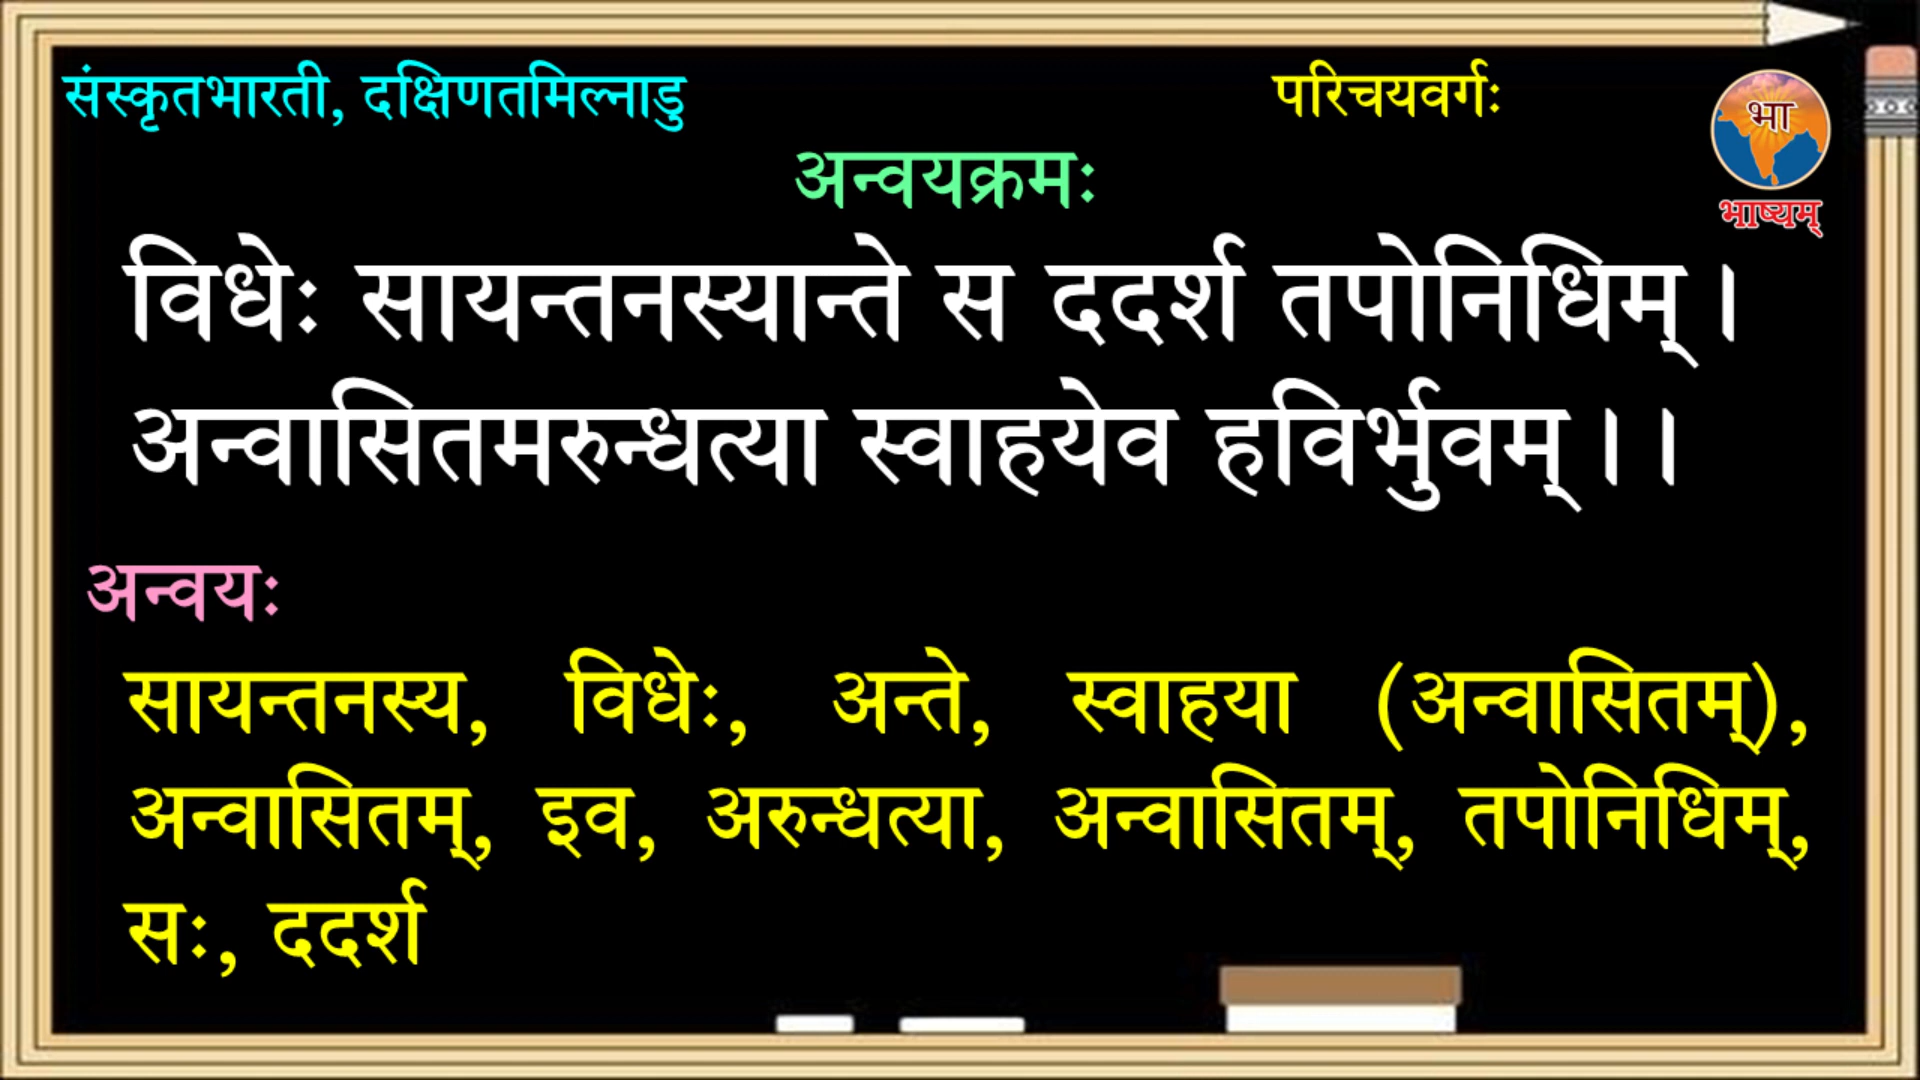 संस्कृतभारती, दक्षिणतमिल्नाडु
परिचयवर्गः
भा
भाष्यम्
अन्वयक्रमः
विधेः सायन्तनस्यान्ते स ददर्श तपोनिधिम् ।
अन्वासितमरुन्धत्या स्वाहयेव हविर्भुवम् । ।
अन्वयः
सायन्तनस्य, विधेः, अन्ते, स्वाहया (अन्वासितम्),
अन्वासितम्, इव, अरुन्धत्या, अन्वासितम्, तपोनिधिम्,
सः, ददर्श